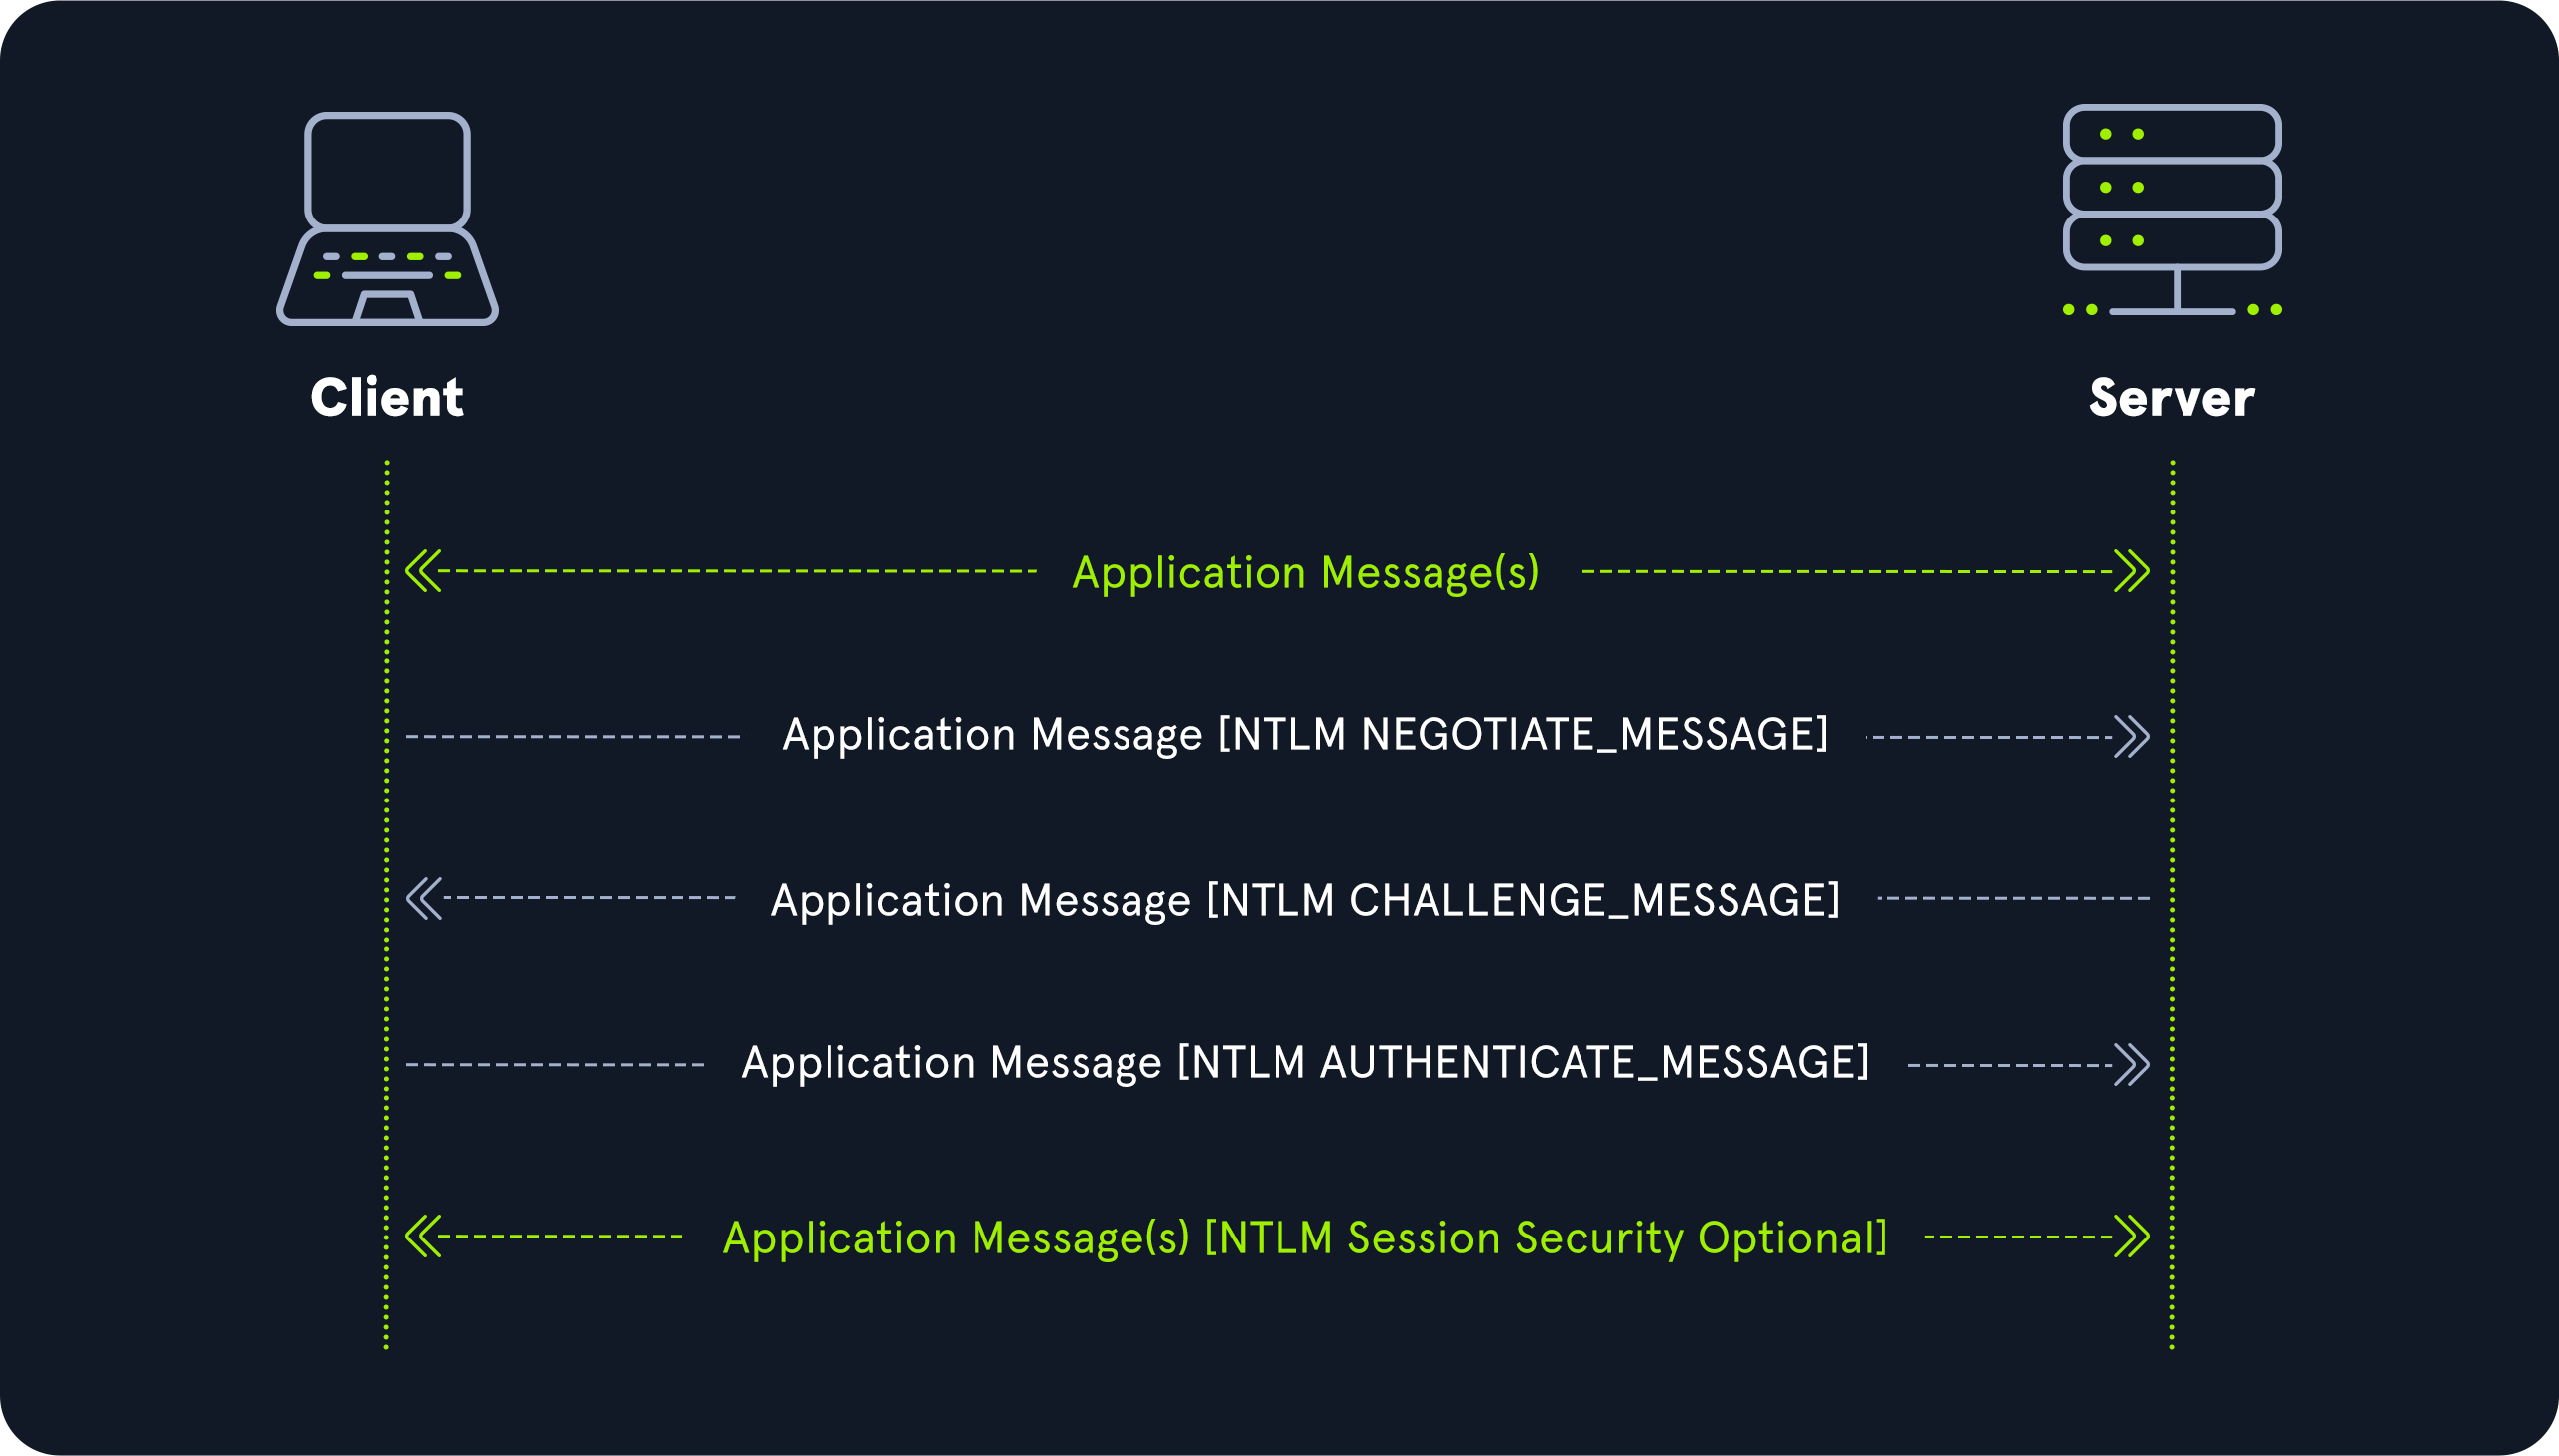 Client
Server
Application Message(s)
Application Message [NTLM NEGOTIATE_MESSAGE]
Application Message [NTLM CHALLENGE_MESSAGE]
Application Message [NTLM AUTHENTICATE_MESSAGE]
Application Message(s) [NTLM Session Security Optional]